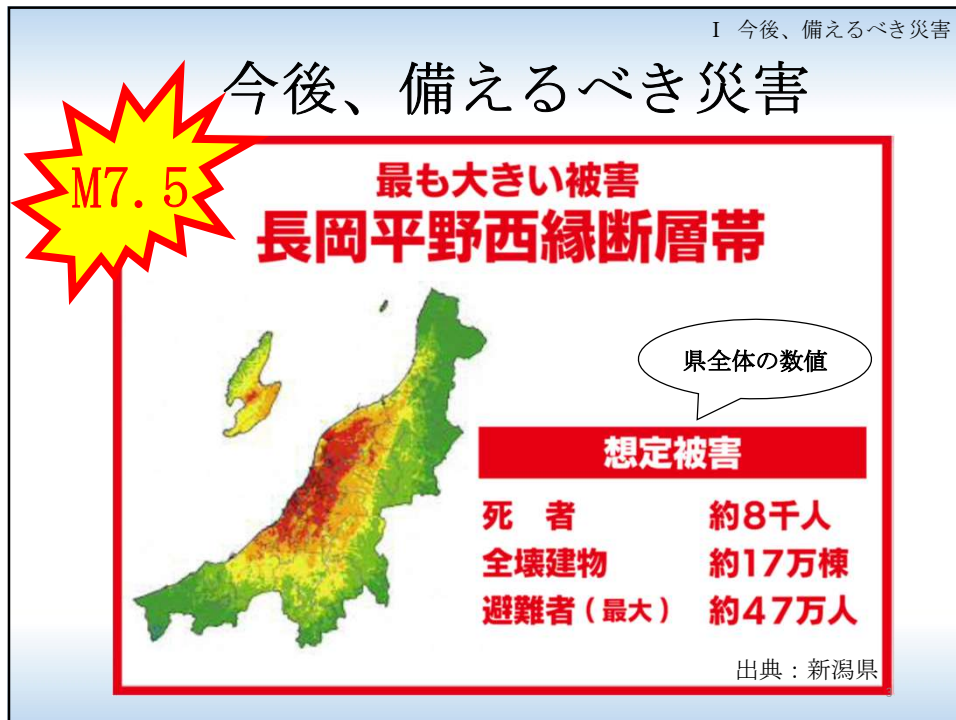 Ⅰ 今後、備えるべき災害
今後、備えるべき災害
M7.5
最も大きい被害
長岡平野西縁断層帯
県全体の数値
想定被害
死　者　約8千人
全壊建物　約17万棟
避難者（最大）　約47万人
出典：新潟県
3